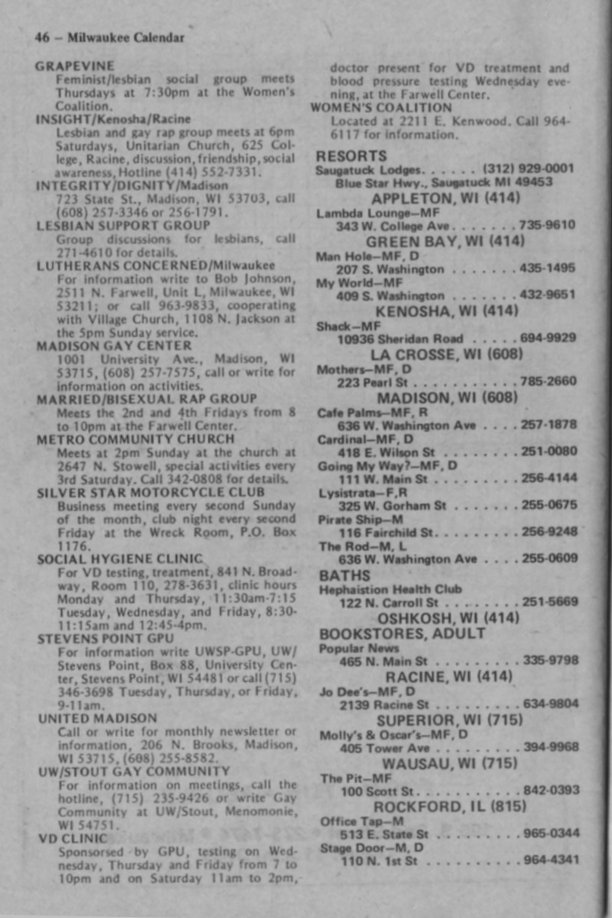 46 – Milwaukee Calendar
GRAPEVINE
Feminist/lesbian social group meets
Thursdays at 7:30pm at the Women's
Coalition.
INSIGHT/Kenosha/Racine
Lesbian and gay rap group meets at 6pm
Saturdays, Unitarian Church, 625 Col-
lege, Racine, discussion, friendship, social
awareness, Hotline (414) 552-7331.
INTEGRITY/DIGNITY/Madison
723 State St., Madison, WI 53703, call
(608) 257-3346 or 256-1791.
LESBIAN SUPPORT GROUP
Group discussions for lesbians, call
271-4610 for details.
LUTHERANS CONCERNED/Milwaukee
For information write to Bob Johnson,
2511 N. Farwell, Unit L, Milwaukee, WI
53211; or call 963-9833, cooperating
with Village Church, 1108 N. Jackson at
the 5pm Sunday service.
MADISON GAY CENTER
1001 University Ave., Madison, WI
53715, (608) 257-7575, call or write for
information on activities.
MARRIED/BISEXUAL RAP GROUP
Meets the 2nd and 4th Fridays from 8
to 10pm at the Farwell Center.
METRO COMMUNITY CHURCH
Meets at 2pm Sunday at the church at
2647 N. Stowell, special activities every
3rd Saturday. Call 342-0808 for details.
SILVER STAR MOTORCYCLE CLUB
Business meeting every second Sunday
of the month, club night every second
Friday at the Wreck Room, P.O. Box
1176.
SOCIAL HYGIENE CLINIC
For VD testing, treatment, 841 N. Broad-
way, Room 110, 278-3631, clinic hours
Monday and Thursday, 11:30am-7:15
Tuesday, Wednesday, and Friday, 8:30-
11:15am and 12:45-4pm.
STEVENS POINT GPU
For information write UWSP-GPU, UW/
Stevens Point, Box 88, University Cen-
ter, Stevens Point, WI 54481 or call (715)
346-3698 Tuesday, Thursday, or Friday,
9-11am.
UNITED MADISON
Call or write for monthly newsletter or
information, 206 N. Brooks, Madison,
WI 53715, (608) 255-8582.
UW/STOUT GAY COMMUNITY
For information on meetings, call the
hotline, (715) 235-9426 or write Gay
Community at UW/Stout, Menomonie,
WI 54751.
VD CLINIC
Sponsorsed by GPU, testing on Wed-
nesday, Thursday and Friday from 7 to
10pm and on Saturday 11am to 2pm,
doctor present for VD treatment and
blood pressure testing Wednesday eve-
ning, at the Farwell Center.
WOMEN'S COALITION
Located at 2211 E. Kenwood. Call 964-
6117 for information.
RESORTS
Saugatuck Lodges. . . . . . (312) 929-0001
Blue Star Hwy., Saugatuck MI 49453
APPLETON, WI (414)
Lambda Lounge—MF
343 W. College Ave. . . . . . . 735-9610
GREEN BAY, WI (414)
Man Hole—MF, D
207 S. Washington . . . . . . . 435-1495
My World—MF
409 S. Washington . . . . . . . 432-9651
KENOSHA, WI (414)
Shack—MF
10936 Sheridan Road . . . . . 694-9929
LA CROSSE, WI (608)
Mothers—MF, D
223 Pearl St . . . . . . . . . . . 785-2660
MADISON, WI (608)
Cafe Palms—MF, R
636 W. Washington Ave . . . . 257-1878
Cardinal—MF, D
418 E. Wilson St . . . . . . . . 251-0080
Going My Way?—MF, D
111 W. Main St . . . . . . . . . 256-4144
Lysistrata—F,R
325 W. Gorham St . . . . . . . 255-0675
Pirate Ship—M
116 Fairchild St. . . . . . . . . 256-9248
The Rod—M, L
636 W. Washington Ave . . . . 255-0609
BATHS
Hephaistion Health Club
122 N. Carroll St . . . . . . . . 251-5669
OSHKOSH, WI (414)
BOOKSTORES, ADULT
Popular News
465 N. Main St . . . . . . . . . 335-9798
RACINE, WI (414)
Jo Dee's—MF, D
2139 Racine St . . . . . . . . . 634-9804
SUPERIOR, WI (715)
Molly's & Oscar's—MF, D
405 Tower Ave . . . . . . . . . 394-9968
WAUSAU, WI (715)
The Pit—MF
100 Scott St. . . . . . . . . . . 842-0393
ROCKFORD, IL (815)
Office Tap—M
513 E. State St . . . . . . . . . 965-0344
Stage Door—M, D
110 N. 1st St . . . . . . . . . . 964-4341